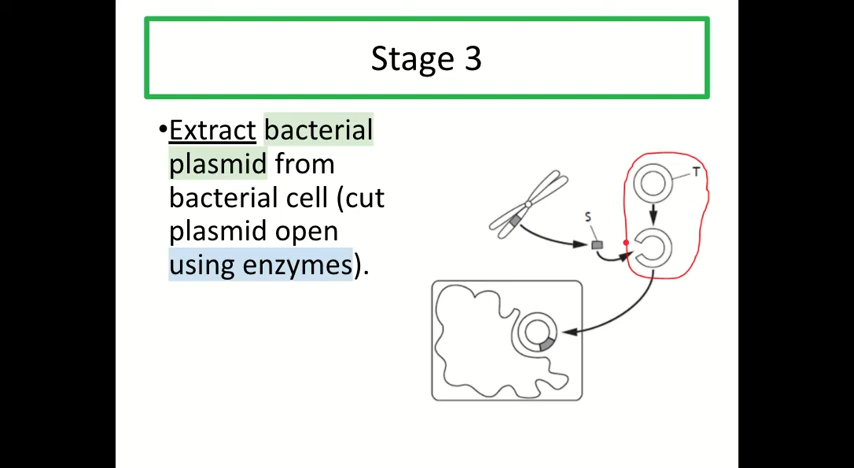 Stage 3
•Extract bacterial
plasmid from
bacterial cell (cut
plasmid open
using enzymes).
T
S